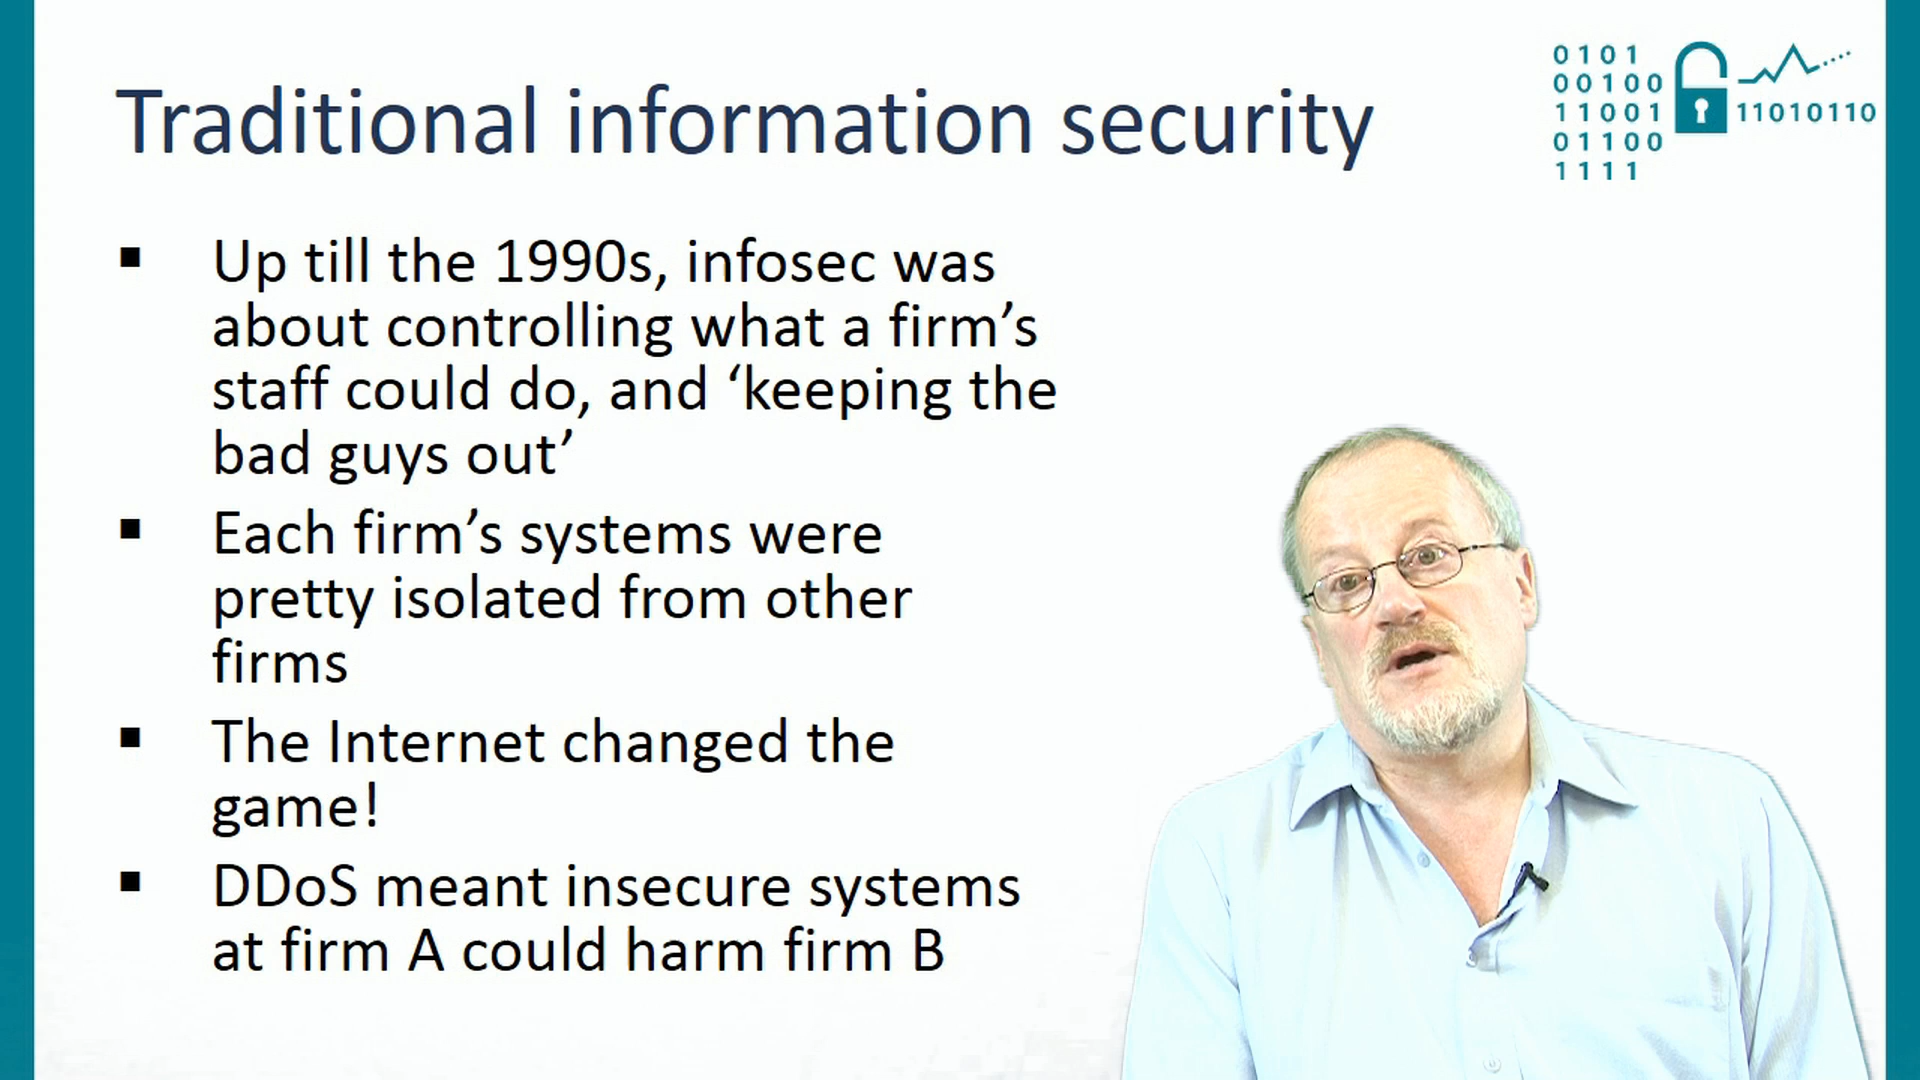 Traditional information security
0101
00100
11001
01100
1111
11010110
▪ Up till the 1990s, infosec was
about controlling what a firm’s
staff could do, and ‘keeping the
bad guys out’
▪ Each firm’s systems were
pretty isolated from other
firms
▪ The Internet changed the
game!
▪ DDoS meant insecure systems
at firm A could harm firm B